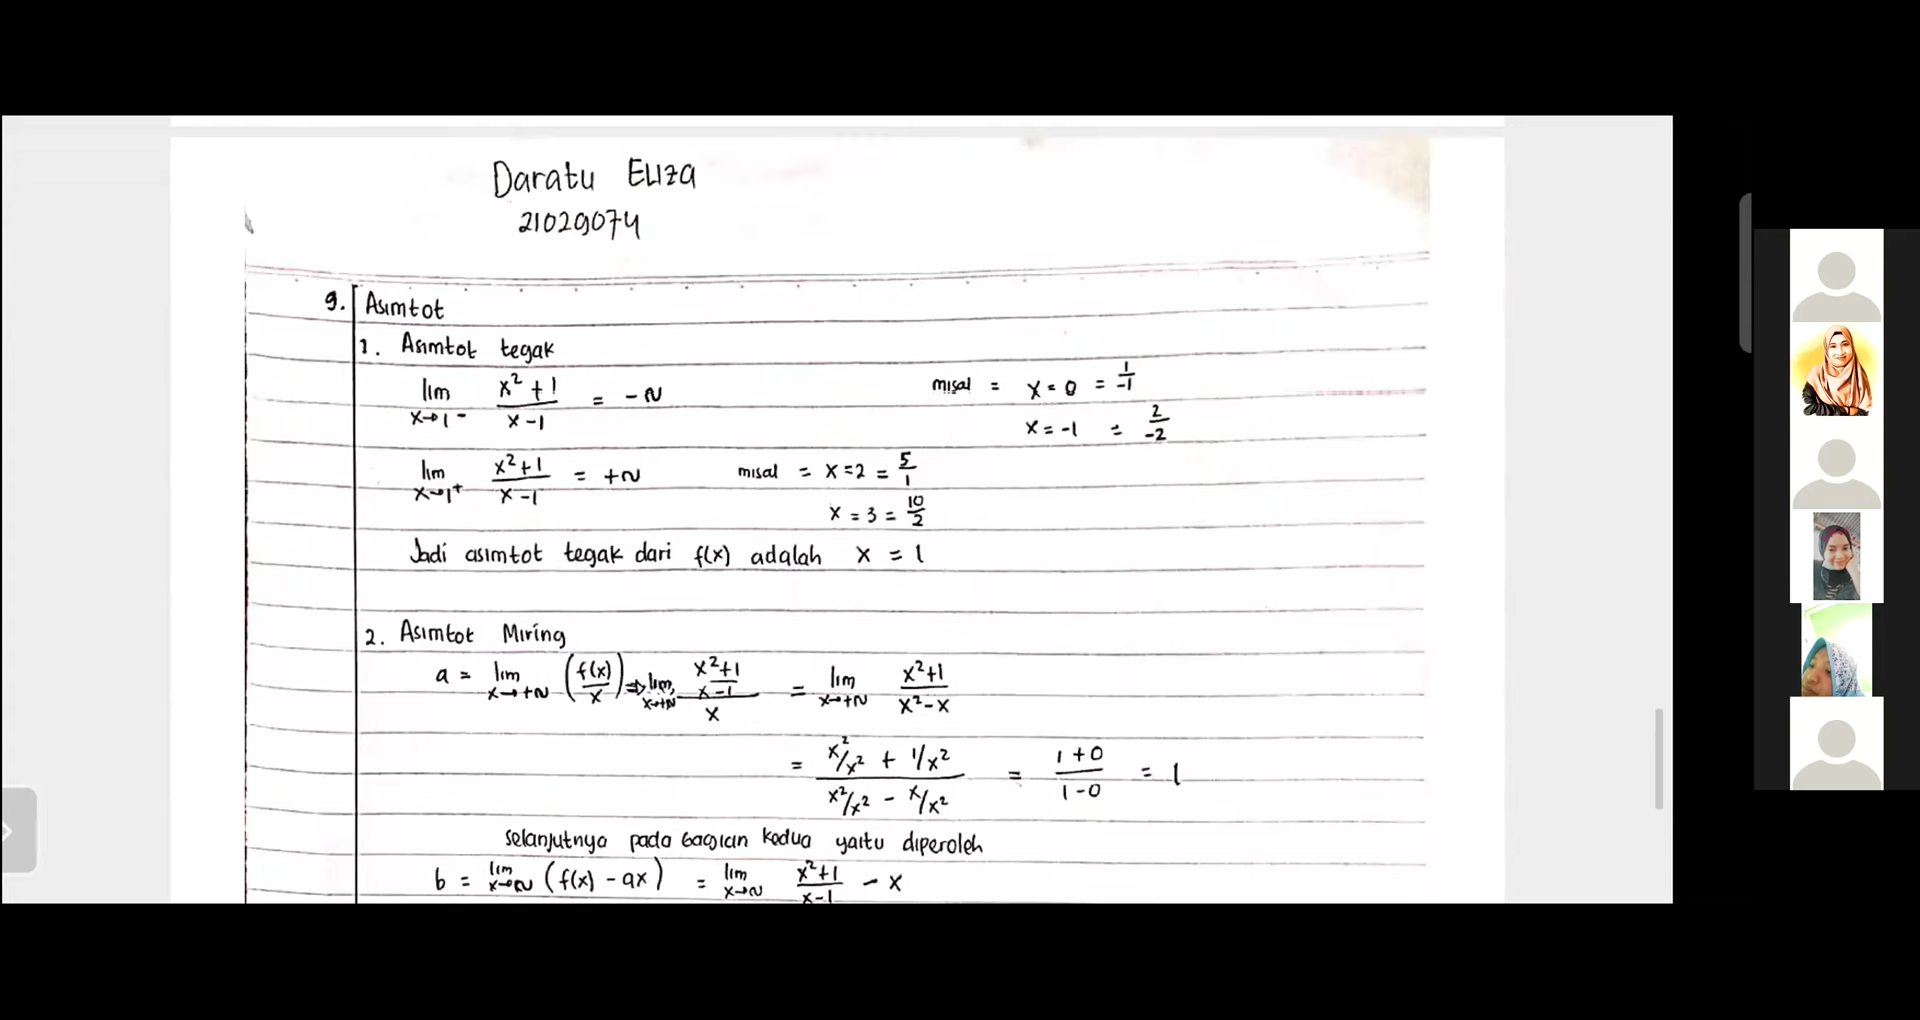 Daratu Eliza
21029074
9. Asimtot
1. Asimtot tegak
lim x→1⁻ (x² + 1)/(x - 1) = -∞   misal = x = 0 = 1/-1
x = -1 = 2/-2
lim x→1⁺ (x² + 1)/(x - 1) = +∞   misal = x = 2 = 5/1
x = 3 = 10/2
Jadi asimtot tegak dari f(x) adalah x = 1
2. Asimtot Miring
a = lim x→+∞ (f(x)/x) ⇒ lim x→+∞ ((x²+1)/(x-1))/x = lim x→+∞ (x²+1)/(x²-x)
= (x²/x² + 1/x²)/(x²/x² - x/x²) = (1+0)/(1-0) = 1
selanjutnya pada bagian kedua yaitu diperoleh
b = lim x→∞ (f(x) - ax) = lim x→∞ (x²+1)/(x-1) - x